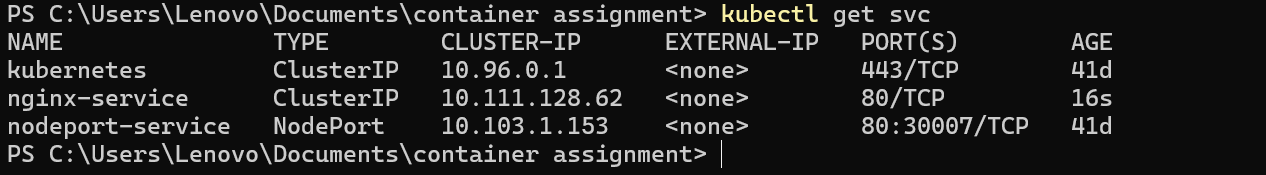 PS C:\Users\Lenovo\Documents\container assignment> kubectl get svc
NAME               TYPE        CLUSTER-IP      EXTERNAL-IP   PORT(S)        AGE
kubernetes         ClusterIP   10.96.0.1       <none>        443/TCP        41d
nginx-service      ClusterIP   10.111.128.62   <none>        80/TCP         16s
nodeport-service   NodePort    10.103.1.153    <none>        80:30007/TCP   41d
PS C:\Users\Lenovo\Documents\container assignment>